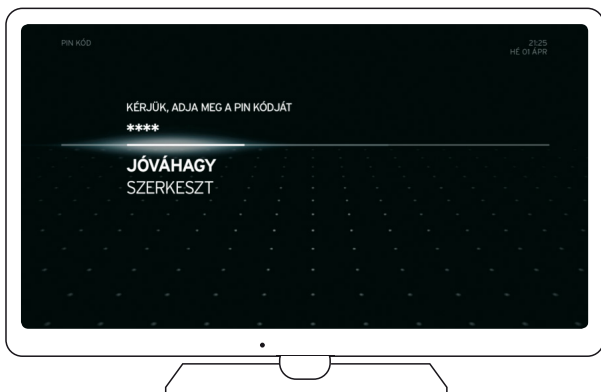 PIN KÓD
21:25
HÉ 01 ÁPR
KÉRJÜK, ADJA MEG A PIN KÓDJÁT
****
JÓVÁHAGY
SZERKESZT